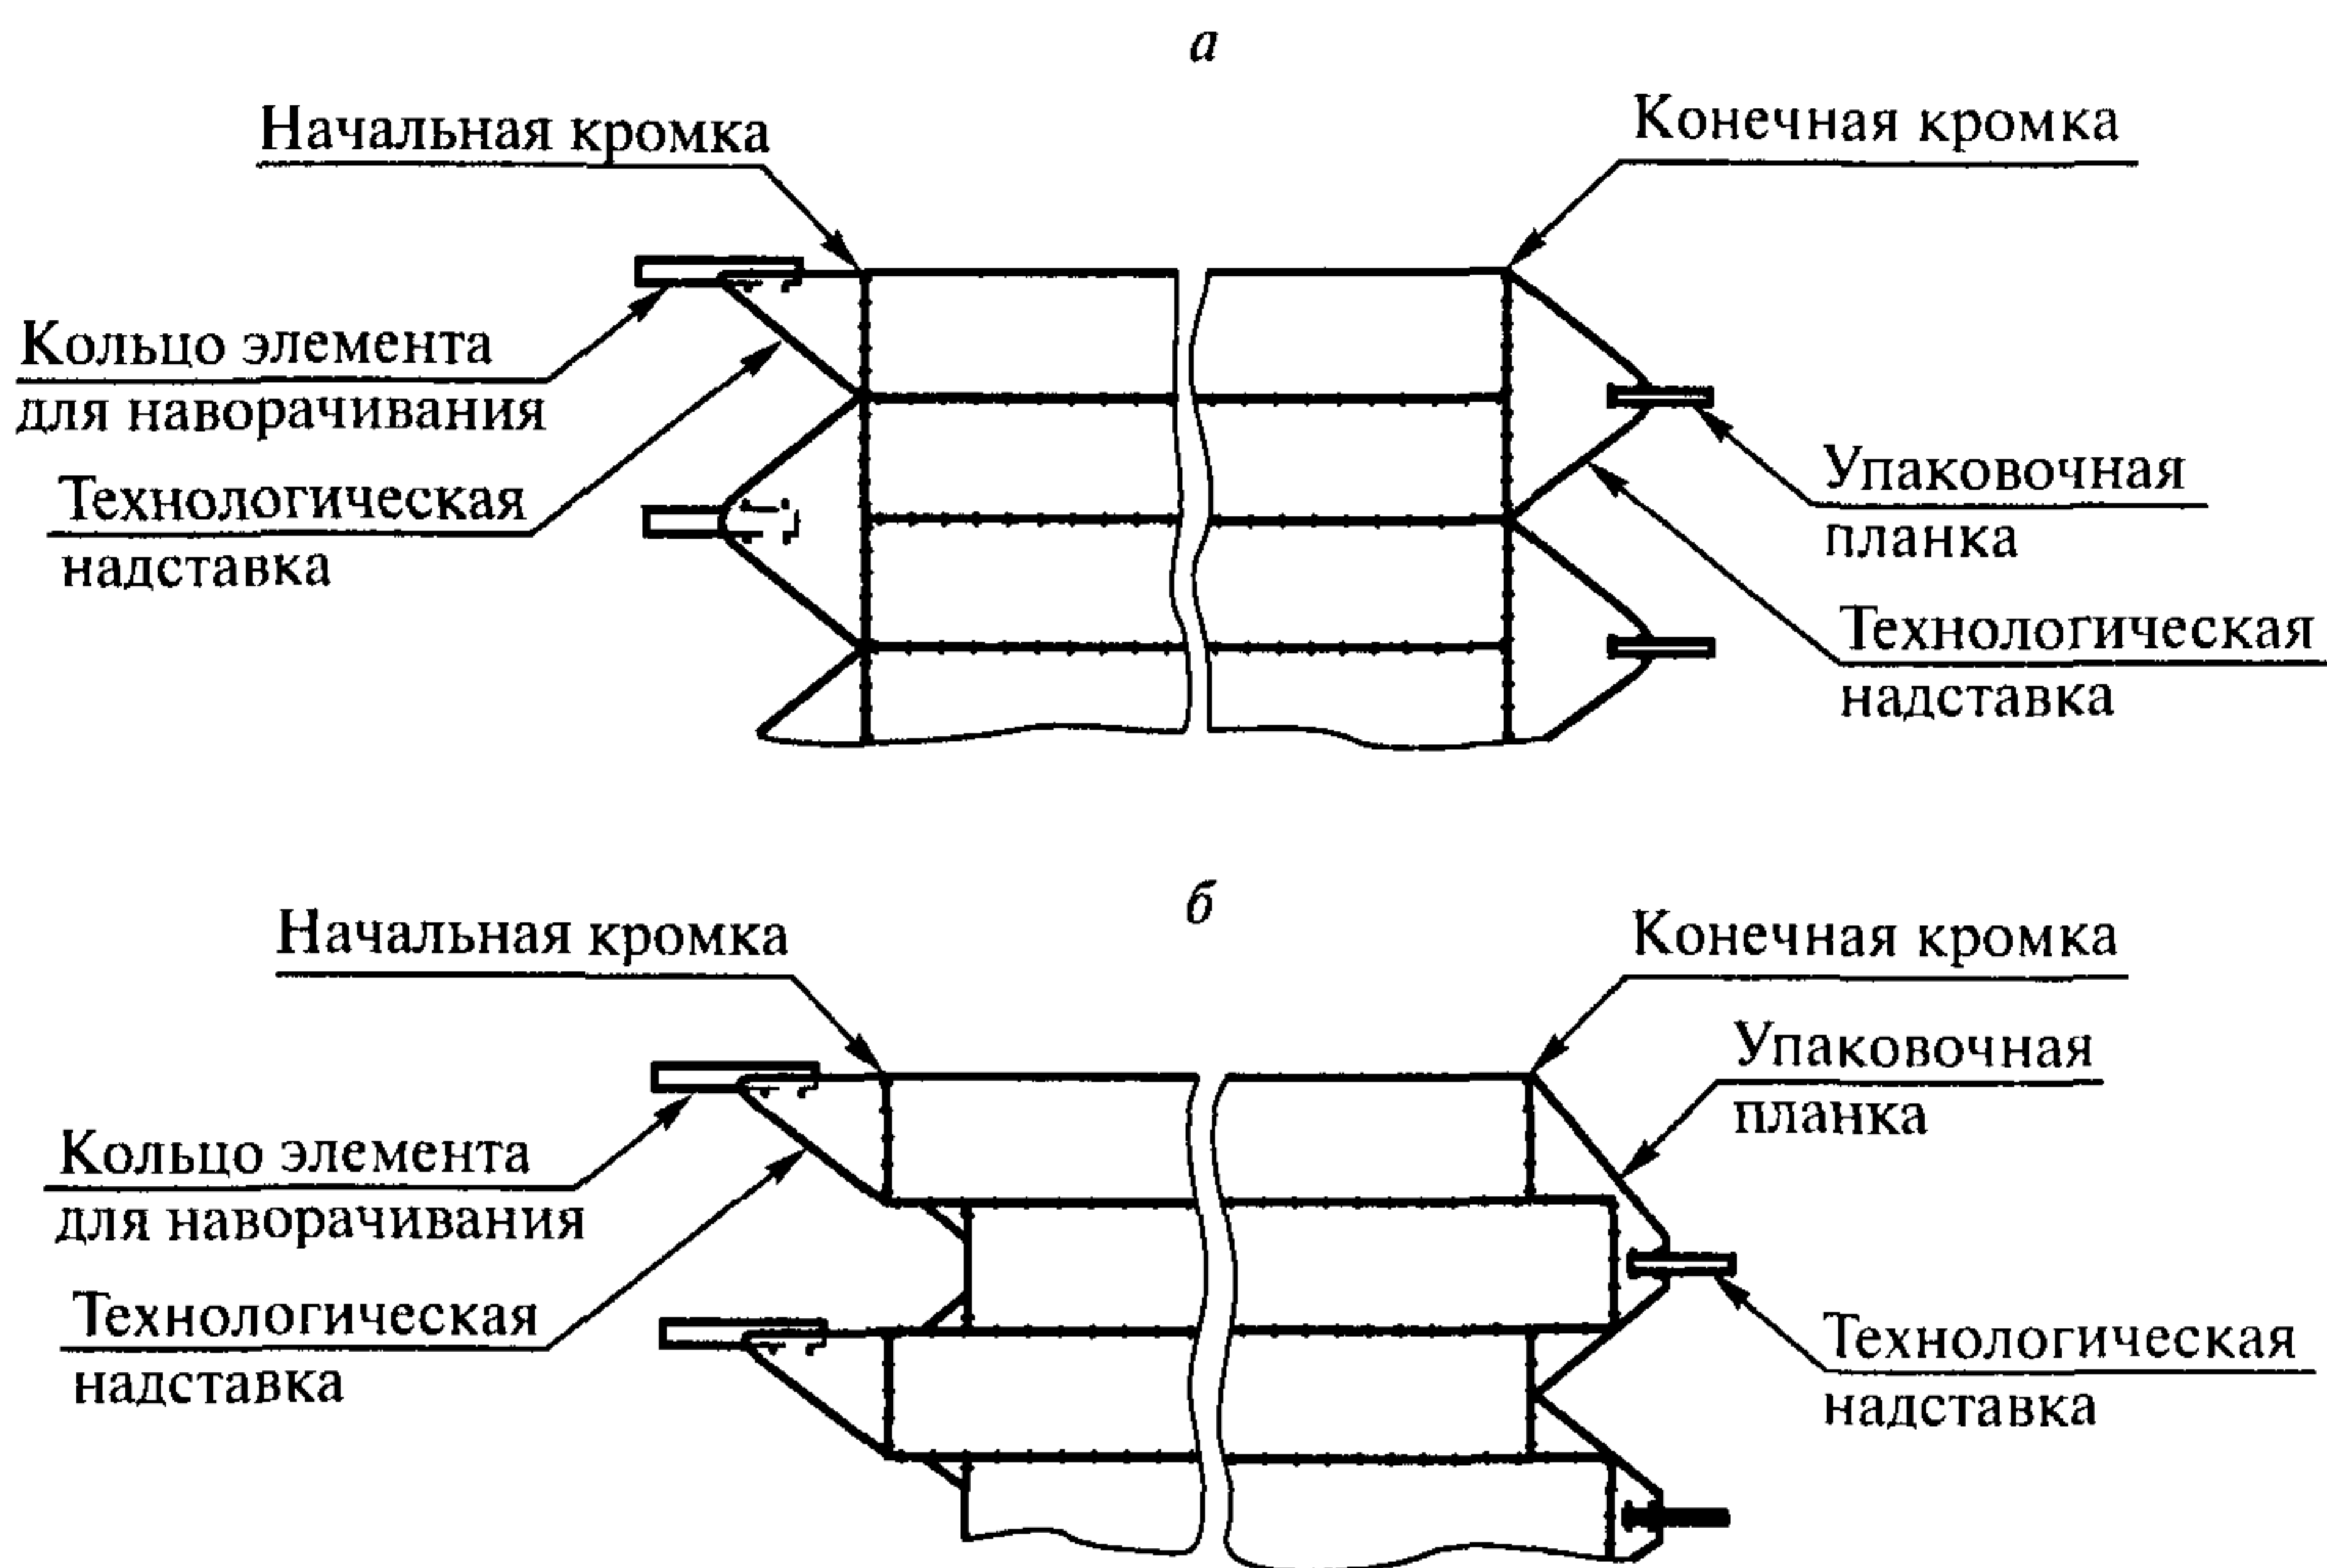 а
Начальная кромка
Конечная кромка
Кольцо элемента
для наворачивания
Технологическая
надставка
Упаковочная
планка
Технологическая
надставка
б
Начальная кромка
Конечная кромка
Упаковочная
планка
Кольцо элемента
для наворачивания
Технологическая
надставка
Технологическая
надставка